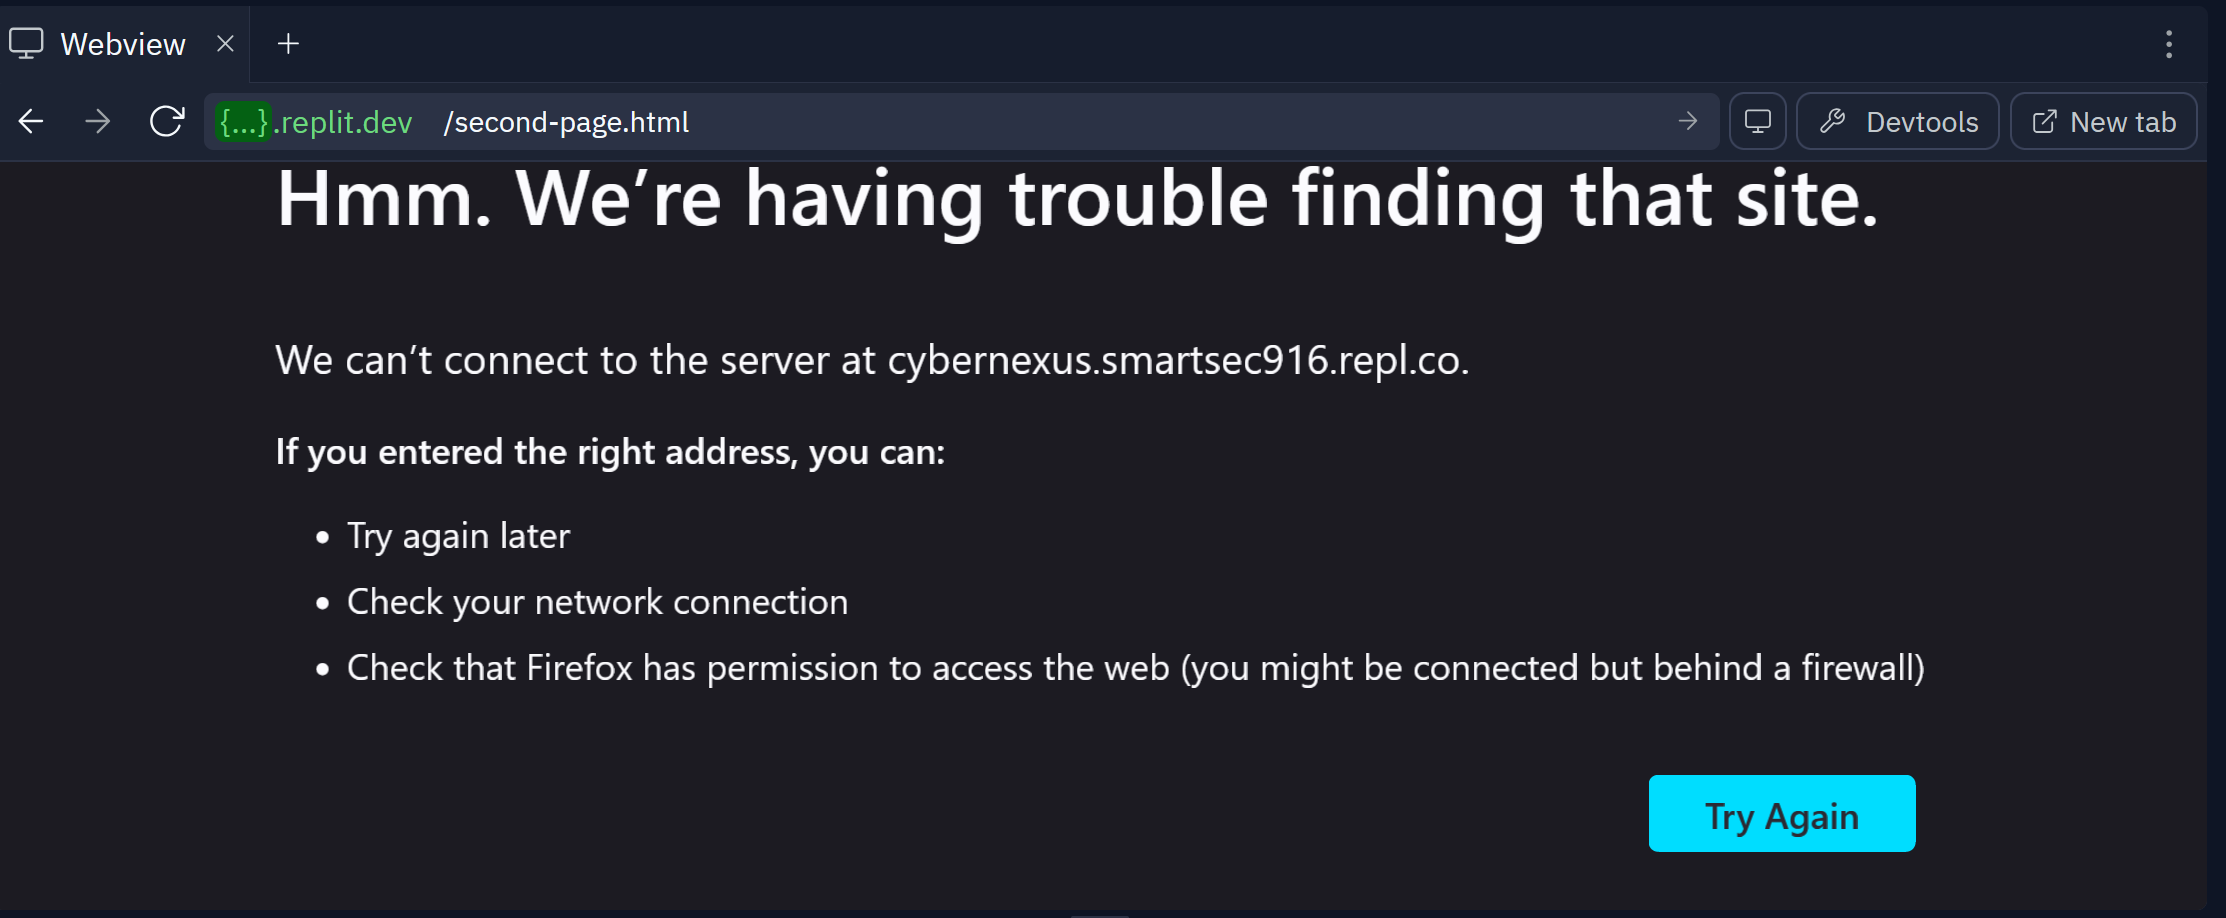 Webview
{...}.replit.dev /second-page.html
Devtools
New tab
Hmm. We’re having trouble finding that site.
We can’t connect to the server at cybernexus.smartsec916.repl.co.
If you entered the right address, you can:
• Try again later
• Check your network connection
• Check that Firefox has permission to access the web (you might be connected but behind a firewall)
Try Again